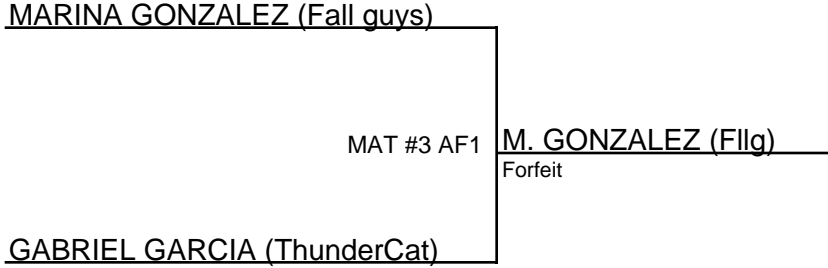 MARINA GONZALEZ (Fall guys)
MAT #3 AF1
M. GONZALEZ (Fllg)
Forfeit
GABRIEL GARCIA (ThunderCat)